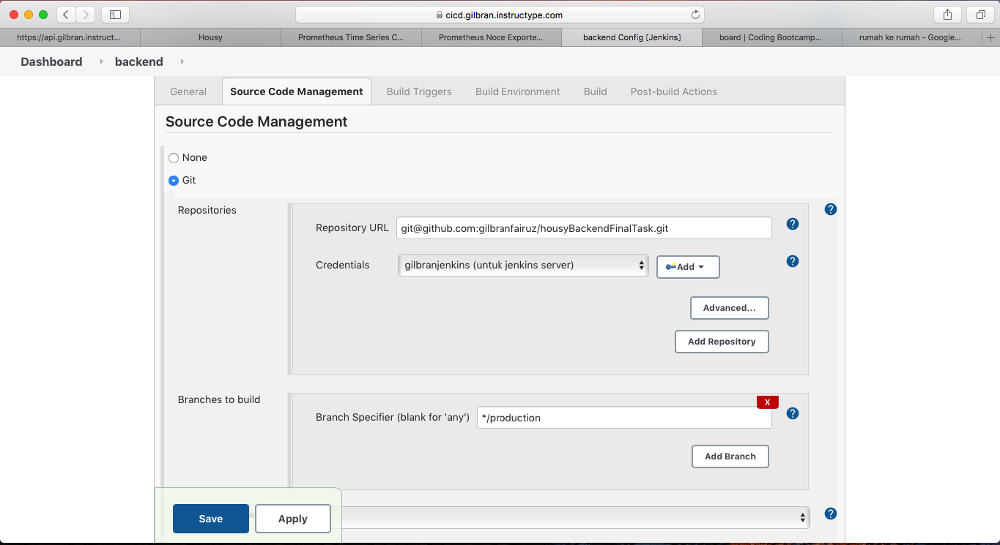 cicd.gilbran.instructype.com
https://api.gilbran.instruct...
Housy
Prometheus Time Series C...
Prometheus Noce Exporte...
backend Config [Jenkins]
board | Coding Bootcamp...
rumah ke rumah - Google...
Dashboard
backend
General
Source Code Management
Build Triggers
Build Environment
Build
Post-build Actions
Source Code Management
None
Git
Repositories
Repository URL
git@github.com:gilbranfairuz/housyBackendFinalTask.git
Credentials
gilbranjenkins (untuk jenkins server)
Add
Advanced...
Add Repository
Branches to build
X
Branch Specifier (blank for 'any')
*/production
Add Branch
Save
Apply